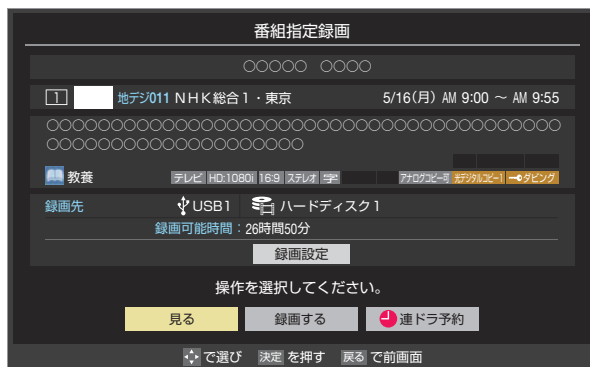 番組指定録画
○○○○○ ○○○○
1 地デジ011 NHK総合1・東京 5/16(月) AM 9:00 ~ AM 9:55
○○○○○○○○○○○○○○○○○○○○○○○○○○○○○○○○
○○○○○○○○○○○○○○○○
教養 テレビ HD:1080i 16:9 ステレオ 字 アナログコピー可 光デジタルコピー1 ダビング
録画先 USB1 ハードディスク1
録画可能時間:26時間50分
録画設定
操作を選択してください。
見る 録画する 連ドラ予約
で選び 決定 を押す 戻る で前画面